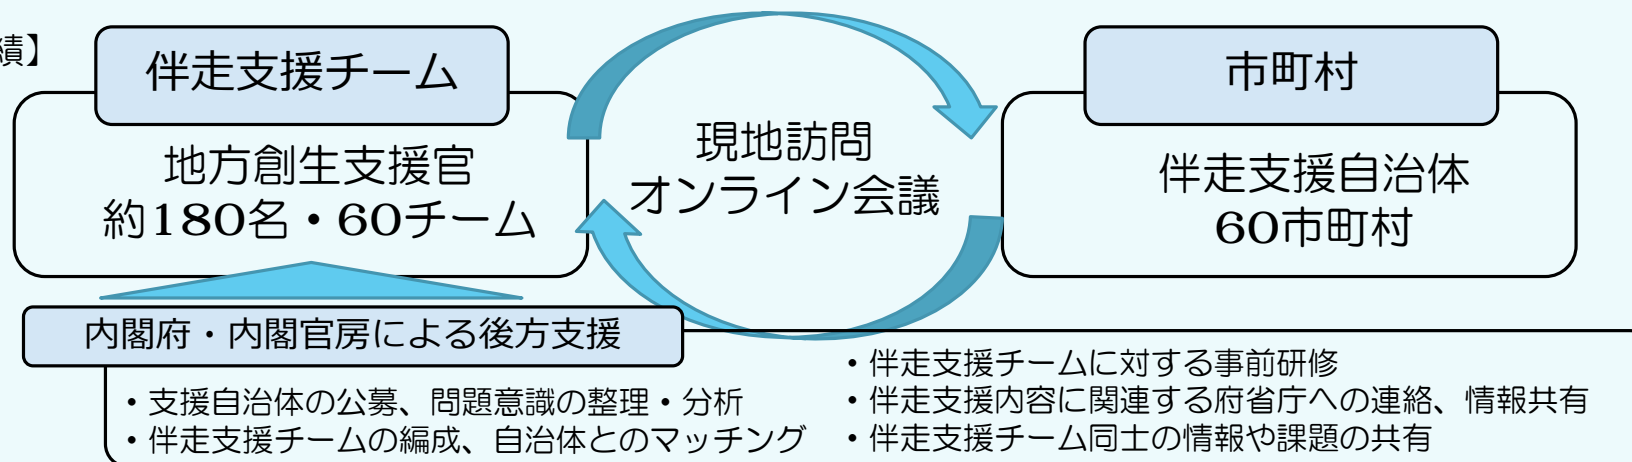 績】
伴走支援チーム
地方創生支援官
約180名・60チーム
現地訪問
オンライン会議
市町村
伴走支援自治体
60市町村
内閣府・内閣官房による後方支援
・支援自治体の公募、問題意識の整理・分析
・伴走支援チームの編成、自治体とのマッチング
・伴走支援チームに対する事前研修
・伴走支援内容に関連する府省庁への連絡、情報共有
・伴走支援チーム同士の情報や課題の共有